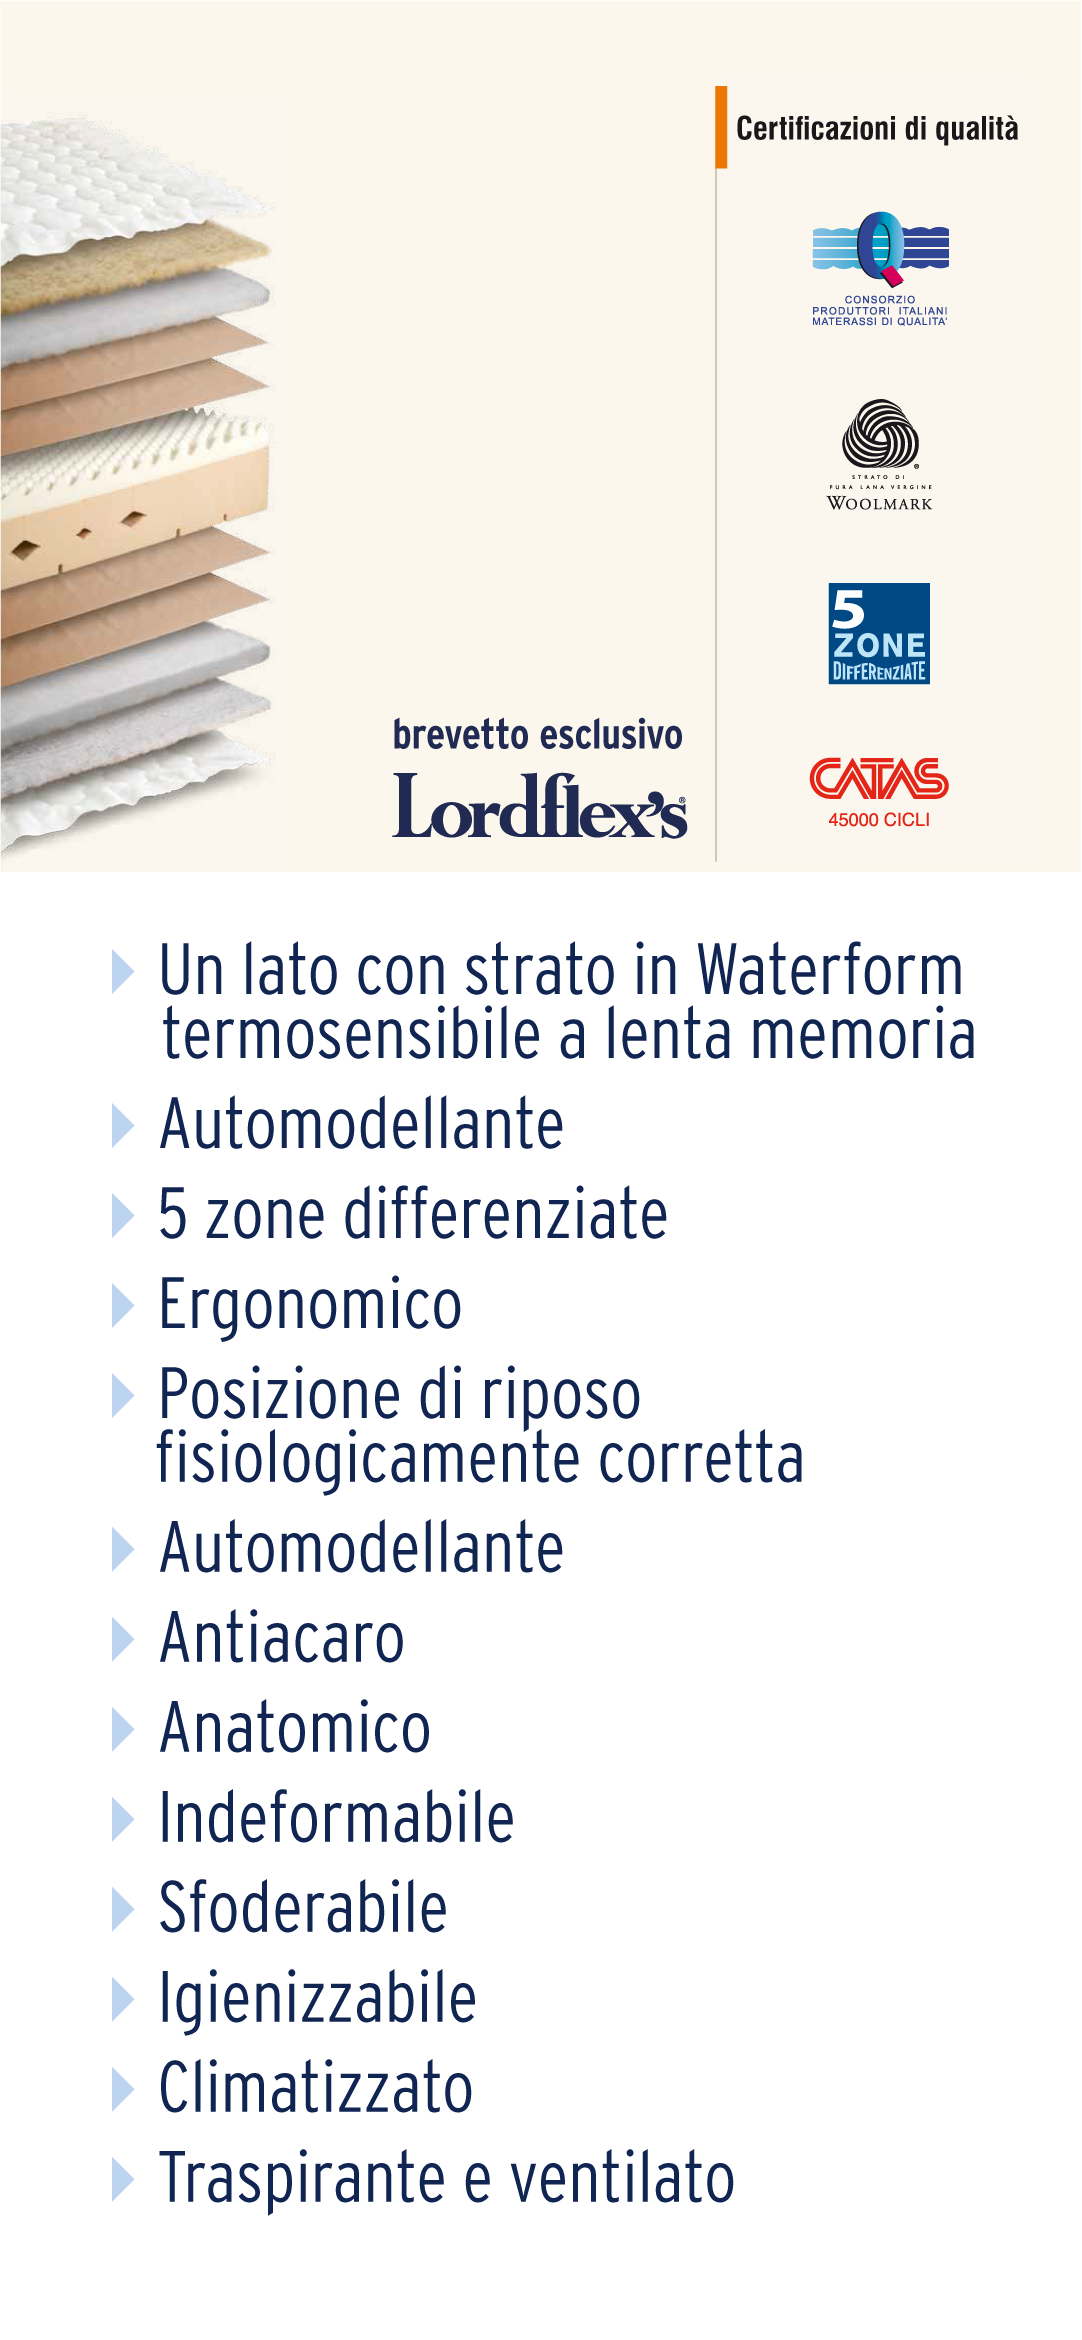 Certificazioni di qualità
Q
CONSORZIO
PRODUTTORI ITALIANI
MATERASSI DI QUALITA'
STRATO DI
PURA LANA VERGINE
WOOLMARK
5
ZONE
DIFFERENZIATE
CATAS
45000 CICLI
brevetto esclusivo
Lordflex's®
Un lato con strato in Waterform
termosensibile a lenta memoria
Automodellante
5 zone differenziate
Ergonomico
Posizione di riposo
fisiologicamente corretta
Automodellante
Antiacaro
Anatomico
Indeformabile
Sfoderabile
Igienizzabile
Climatizzato
Traspirante e ventilato